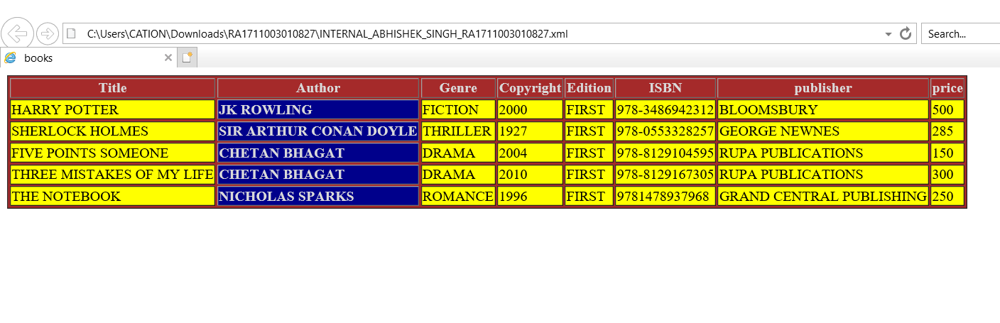 C:\Users\CATION\Downloads\RA1711003010827\INTERNAL_ABHISHEK_SINGH_RA1711003010827.xml Search...
books
Title Author Genre Copyright Edition ISBN publisher price
HARRY POTTER JK ROWLING FICTION 2000 FIRST 978-3486942312 BLOOMSBURY 500
SHERLOCK HOLMES SIR ARTHUR CONAN DOYLE THRILLER 1927 FIRST 978-0553328257 GEORGE NEWNES 285
FIVE POINTS SOMEONE CHETAN BHAGAT DRAMA 2004 FIRST 978-8129104595 RUPA PUBLICATIONS 150
THREE MISTAKES OF MY LIFE CHETAN BHAGAT DRAMA 2010 FIRST 978-8129167305 RUPA PUBLICATIONS 300
THE NOTEBOOK NICHOLAS SPARKS ROMANCE 1996 FIRST 9781478937968 GRAND CENTRAL PUBLISHING 250